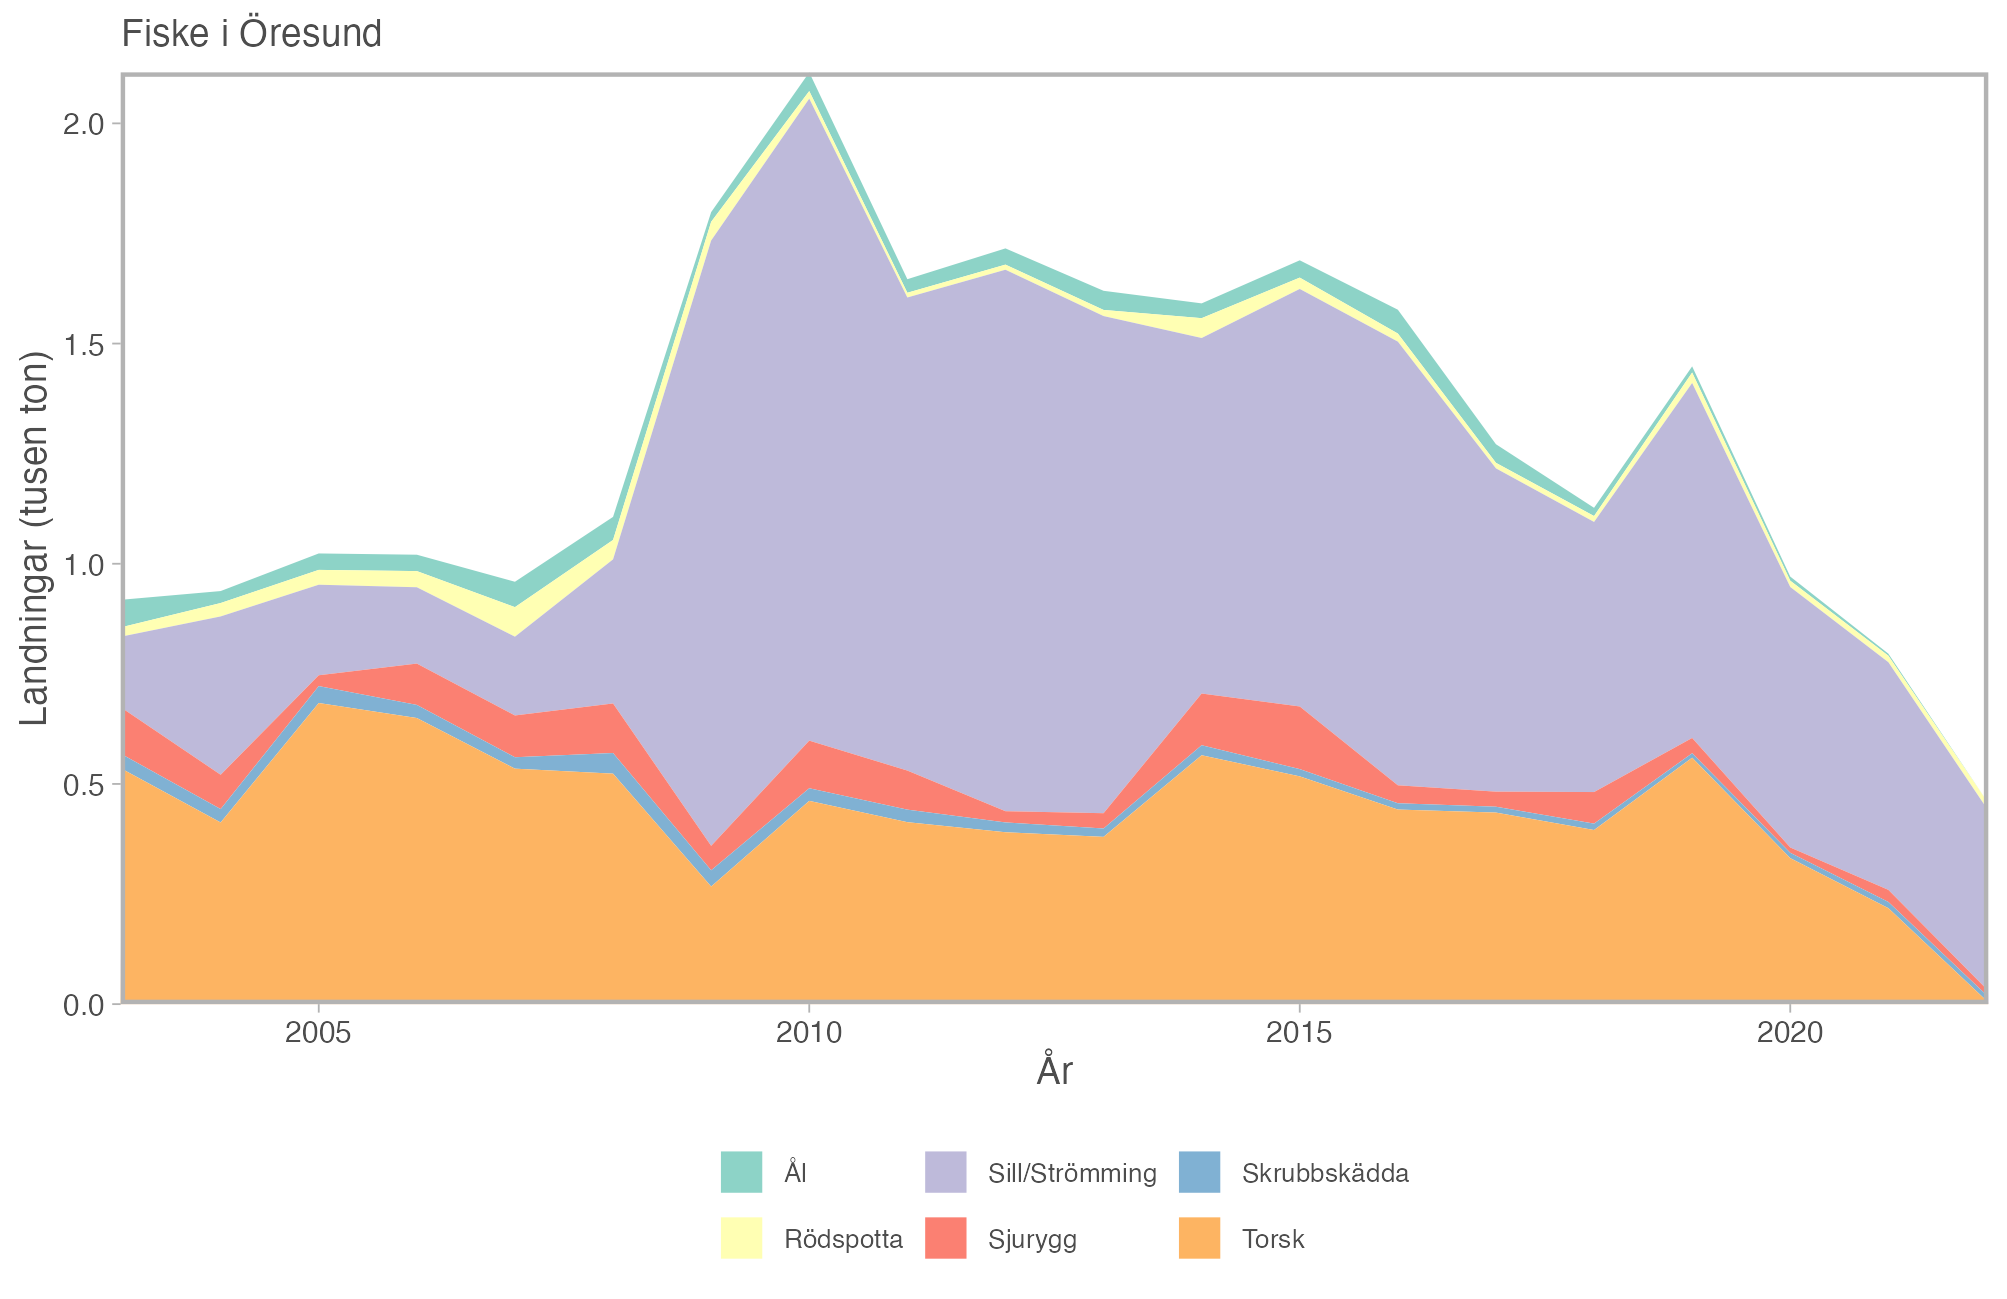 Fiske i Öresund
Landningar (tusen ton)
2.0
1.5
1.0
0.5
0.0
2005 2010 2015 2020
År
Ål Sill/Strömming Skrubbskädda
Rödspotta Sjurygg Torsk